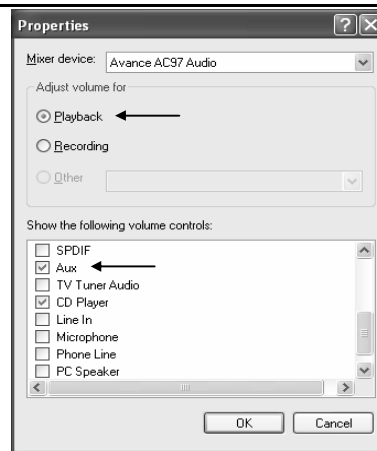 Properties
Mixer device: Avance AC97 Audio
Adjust volume for
Playback
Recording
Other
Show the following volume controls:
SPDIF
Aux
TV Tuner Audio
CD Player
Line In
Microphone
Phone Line
PC Speaker
OK Cancel